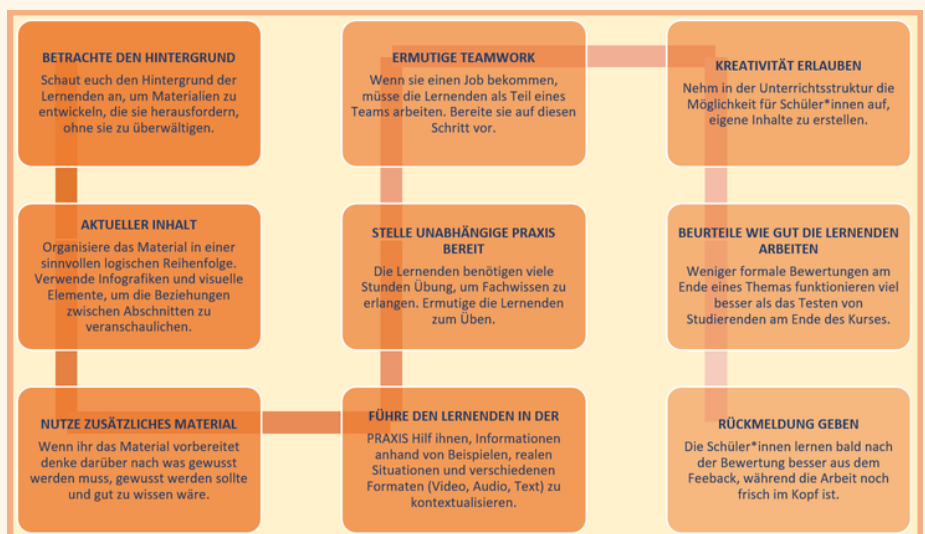 BETRACHTE DEN HINTERGRUND
Schaut euch den Hintergrund der
Lernenden an, um Materialien zu
entwickeln, die sie herausfordern,
ohne sie zu überwältigen.
AKTUELLER INHALT
Organisiere das Material in einer
sinnvollen logischen Reihenfolge.
Verwende Infografiken und visuelle
Elemente, um die Beziehungen
zwischen Abschnitten zu
veranschaulichen.
NUTZE ZUSÄTZLICHES MATERIAL
Wenn ihr das Material vorbereitet
denke darüber nach was gewusst
werden muss, gewusst werden sollte
und gut zu wissen wäre.
FÜHRE DEN LERNENDEN IN DER
PRAXIS Hilf ihnen, Informationen
anhand von Beispielen, realen
Situationen und verschiedenen
Formaten (Video, Audio, Text) zu
kontextualisieren.
STELLE UNABHÄNGIGE PRAXIS
BEREIT
Die Lernenden benötigen viele
Stunden Übung, um Fachwissen zu
erlangen. Ermutige die Lernenden
zum Üben.
ERMUTIGE TEAMWORK
Wenn sie einen Job bekommen,
müsse die Lernenden als Teil eines
Teams arbeiten. Bereite sie auf diesen
Schritt vor.
KREATIVITÄT ERLAUBEN
Nehm in der Unterrichtsstruktur die
Möglichkeit für Schüler*innen auf,
eigene Inhalte zu erstellen.
BEURTEILE WIE GUT DIE LERNENDEN
ARBEITEN
Weniger formale Bewertungen am
Ende eines Themas funktionieren viel
besser als das Testen von
Studierenden am Ende des Kurses.
RÜCKMELDUNG GEBEN
Die Schüler*innen lernen bald nach
der Bewertung besser aus dem
Feeback, während die Arbeit noch
frisch im Kopf ist.